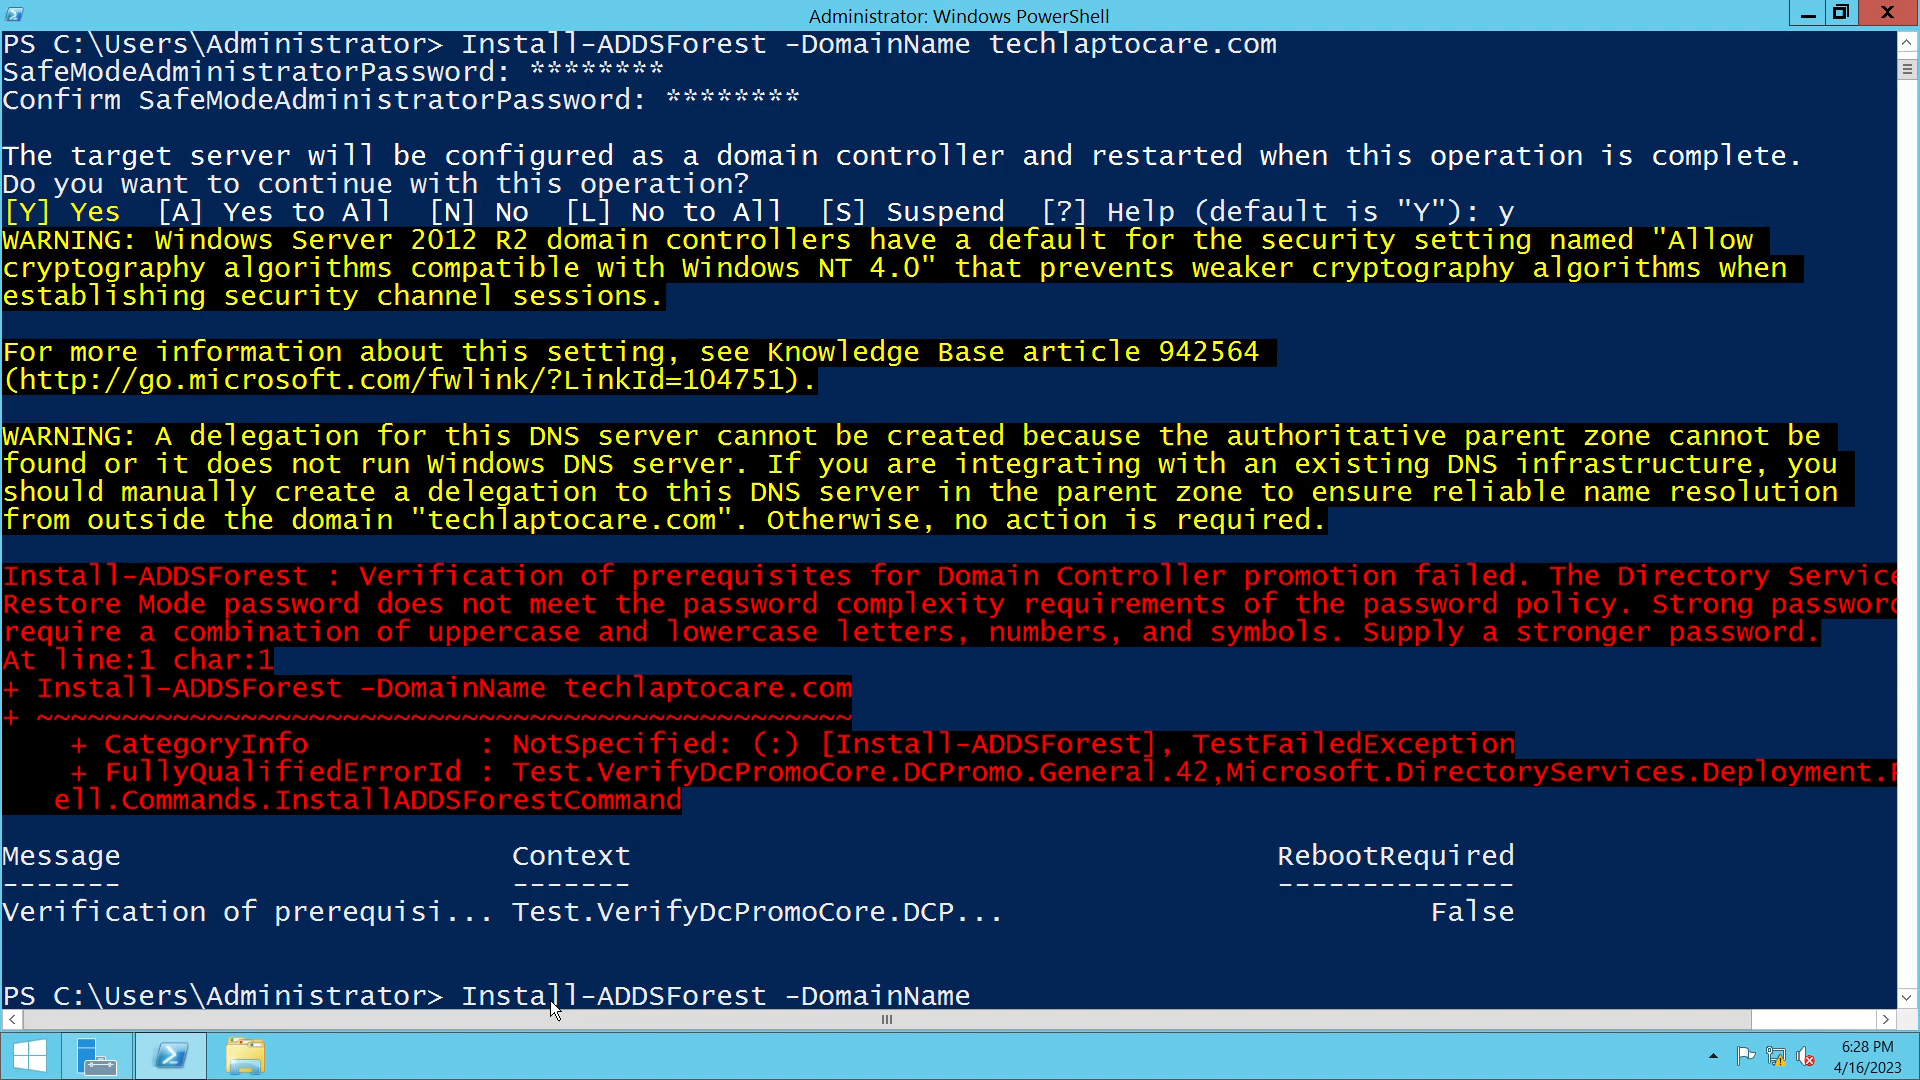 Administrator: Windows PowerShell
PS C:\Users\Administrator> Install-ADDSForest -DomainName techlaptocare.com
SafeModeAdministratorPassword: ********
Confirm SafeModeAdministratorPassword: ********
The target server will be configured as a domain controller and restarted when this operation is complete.
Do you want to continue with this operation?
[Y] Yes  [A] Yes to All  [N] No  [L] No to All  [S] Suspend  [?] Help (default is "Y"): y
WARNING: Windows Server 2012 R2 domain controllers have a default for the security setting named "Allow
cryptography algorithms compatible with Windows NT 4.0" that prevents weaker cryptography algorithms when
establishing security channel sessions.
For more information about this setting, see Knowledge Base article 942564
(http://go.microsoft.com/fwlink/?LinkId=104751).
WARNING: A delegation for this DNS server cannot be created because the authoritative parent zone cannot be
found or it does not run Windows DNS server. If you are integrating with an existing DNS infrastructure, you
should manually create a delegation to this DNS server in the parent zone to ensure reliable name resolution
from outside the domain "techlaptocare.com". Otherwise, no action is required.
Install-ADDSForest : Verification of prerequisites for Domain Controller promotion failed. The Directory Service
Restore Mode password does not meet the password complexity requirements of the password policy. Strong password
require a combination of uppercase and lowercase letters, numbers, and symbols. Supply a stronger password.
At line:1 char:1
+ Install-ADDSForest -DomainName techlaptocare.com
+ ~~~~~~~~~~~~~~~~~~~~~~~~~~~~~~~~~~~~~~~~~~~~~~~~
    + CategoryInfo          : NotSpecified: (:) [Install-ADDSForest], TestFailedException
    + FullyQualifiedErrorId : Test.VerifyDcPromoCore.DCPromo.General.42,Microsoft.DirectoryServices.Deployment.
   ell.Commands.InstallADDSForestCommand
Message                       Context                                      RebootRequired
-------                       -------                                      --------------
Verification of prerequisi... Test.VerifyDcPromoCore.DCP...                         False
PS C:\Users\Administrator> Install-ADDSForest -DomainName
6:28 PM
4/16/2023